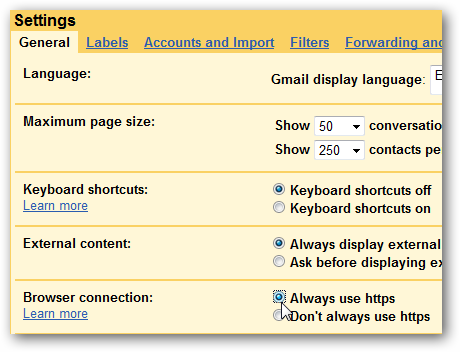 Settings
General Labels Accounts and Import Filters Forwarding and
Language: Gmail display language:
Maximum page size: Show 50 conversatio
Show 250 contacts pe
Keyboard shortcuts: Keyboard shortcuts off
Learn more Keyboard shortcuts on
External content: Always display external
Ask before displaying ex
Browser connection: Always use https
Learn more Don't always use https